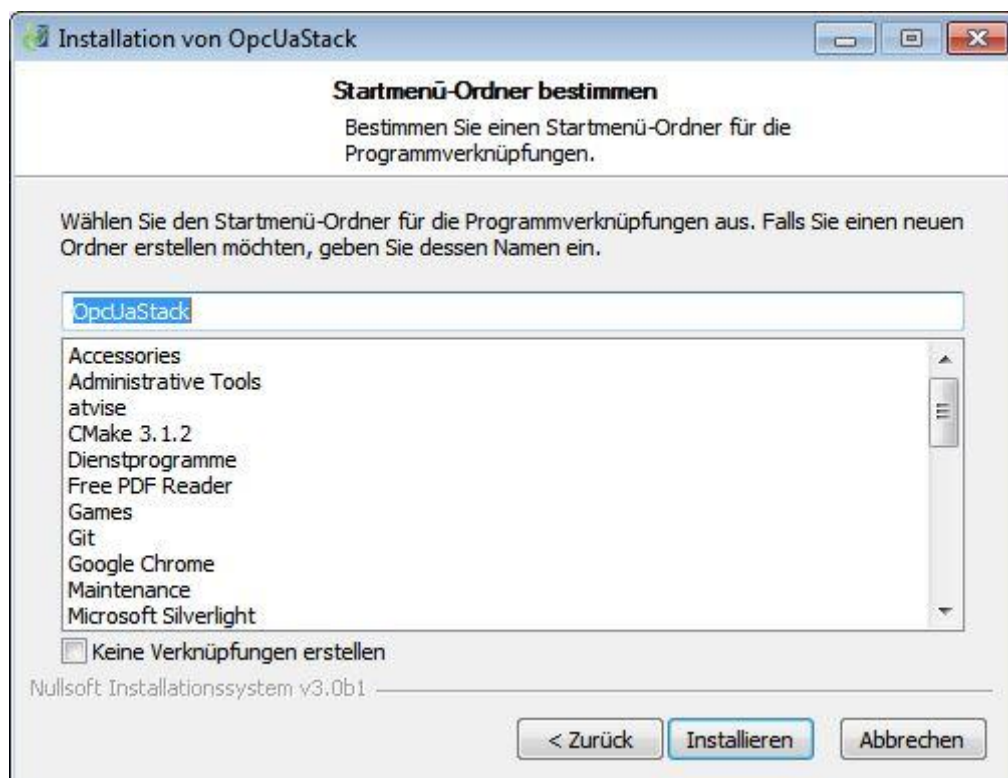 Installation von OpcUaStack
Startmenü-Ordner bestimmen
Bestimmen Sie einen Startmenü-Ordner für die
Programmverknüpfungen.
Wählen Sie den Startmenü-Ordner für die Programmverknüpfungen aus. Falls Sie einen neuen
Ordner erstellen möchten, geben Sie dessen Namen ein.
OpcUaStack
Accessories
Administrative Tools
atvise
CMake 3.1.2
Dienstprogramme
Free PDF Reader
Games
Git
Google Chrome
Maintenance
Microsoft Silverlight
Keine Verknüpfungen erstellen
Nullsoft Installationssystem v3.0b1
< Zurück Installieren Abbrechen